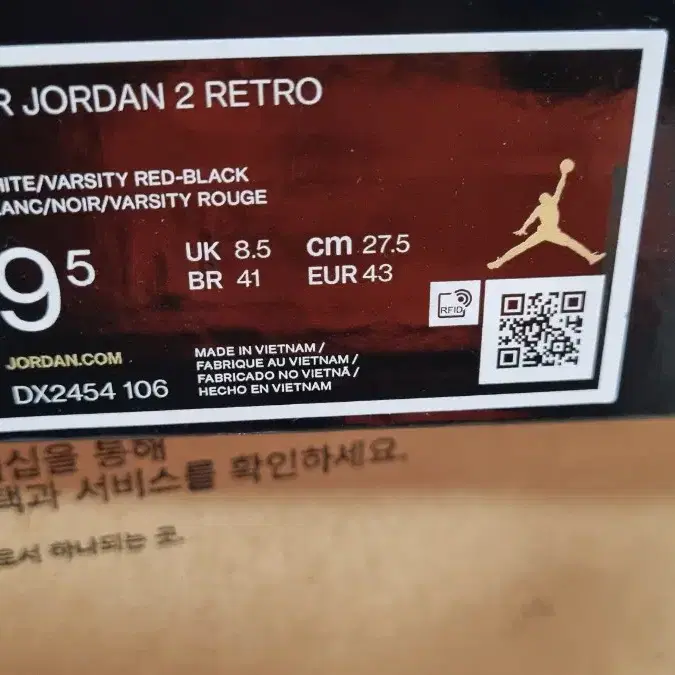 R JORDAN 2 RETRO
HITE/VARSITY RED-BLACK
LANC/NOIR/VARSITY ROUGE
9⁵
UK 8.5 cm 27.5
BR 41 EUR 43
RFID
JORDAN.COM
DX2454 106
MADE IN VIETNAM /
FABRIQUE AU VIETNAM /
FABRICADO NO VIETNÃ /
HECHO EN VIETNAM
심을 통해
택과 서비스를 확인하세요.
로서 하나되는 곳.